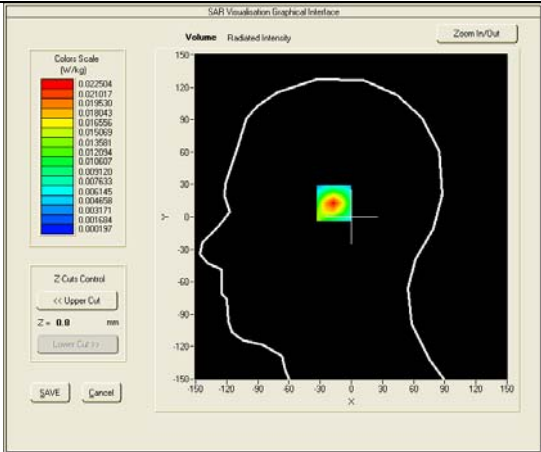 SAR Visualisation Graphical Interface
Volume Radiated Intensity
Zoom In/Out
Colors Scale
(W/kg)
0.022504
0.021017
0.019530
0.018043
0.016556
0.015069
0.013581
0.012094
0.010607
0.009120
0.007633
0.006145
0.004658
0.003171
0.001684
0.000197
Z Cuts Control
<< Upper Cut
Z = 0.0 mm
Lower Cut >>
SAVE Cancel
150
120
90
60
30
0
-30
-60
-90
-120
-150
Y
-150 -120 -90 -60 -30 0 30 60 90 120 150
X